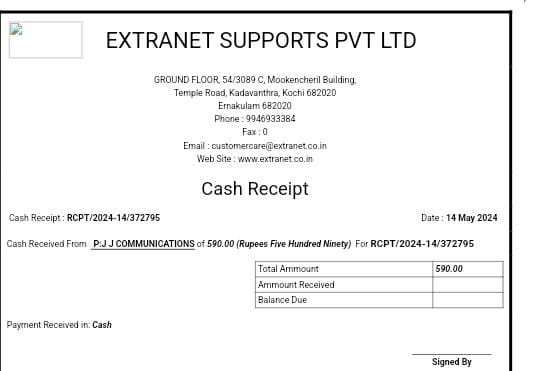 EXTRANET SUPPORTS PVT LTD
GROUND FLOOR, 54/3089 C, Mookencheril Building,
Temple Road, Kadavanthra, Kochi 682020
Ernakulam 682020
Phone : 9946933384
Fax : 0
Email : customercare@extranet.co.in
Web Site : www.extranet.co.in
Cash Receipt
Cash Receipt : RCPT/2024-14/372795 Date : 14 May 2024
Cash Received From P:J J COMMUNICATIONS of 590.00 (Rupees Five Hundred Ninety) For RCPT/2024-14/372795
Total Amount 590.00
Ammount Received
Balance Due
Payment Received in: Cash
Signed By